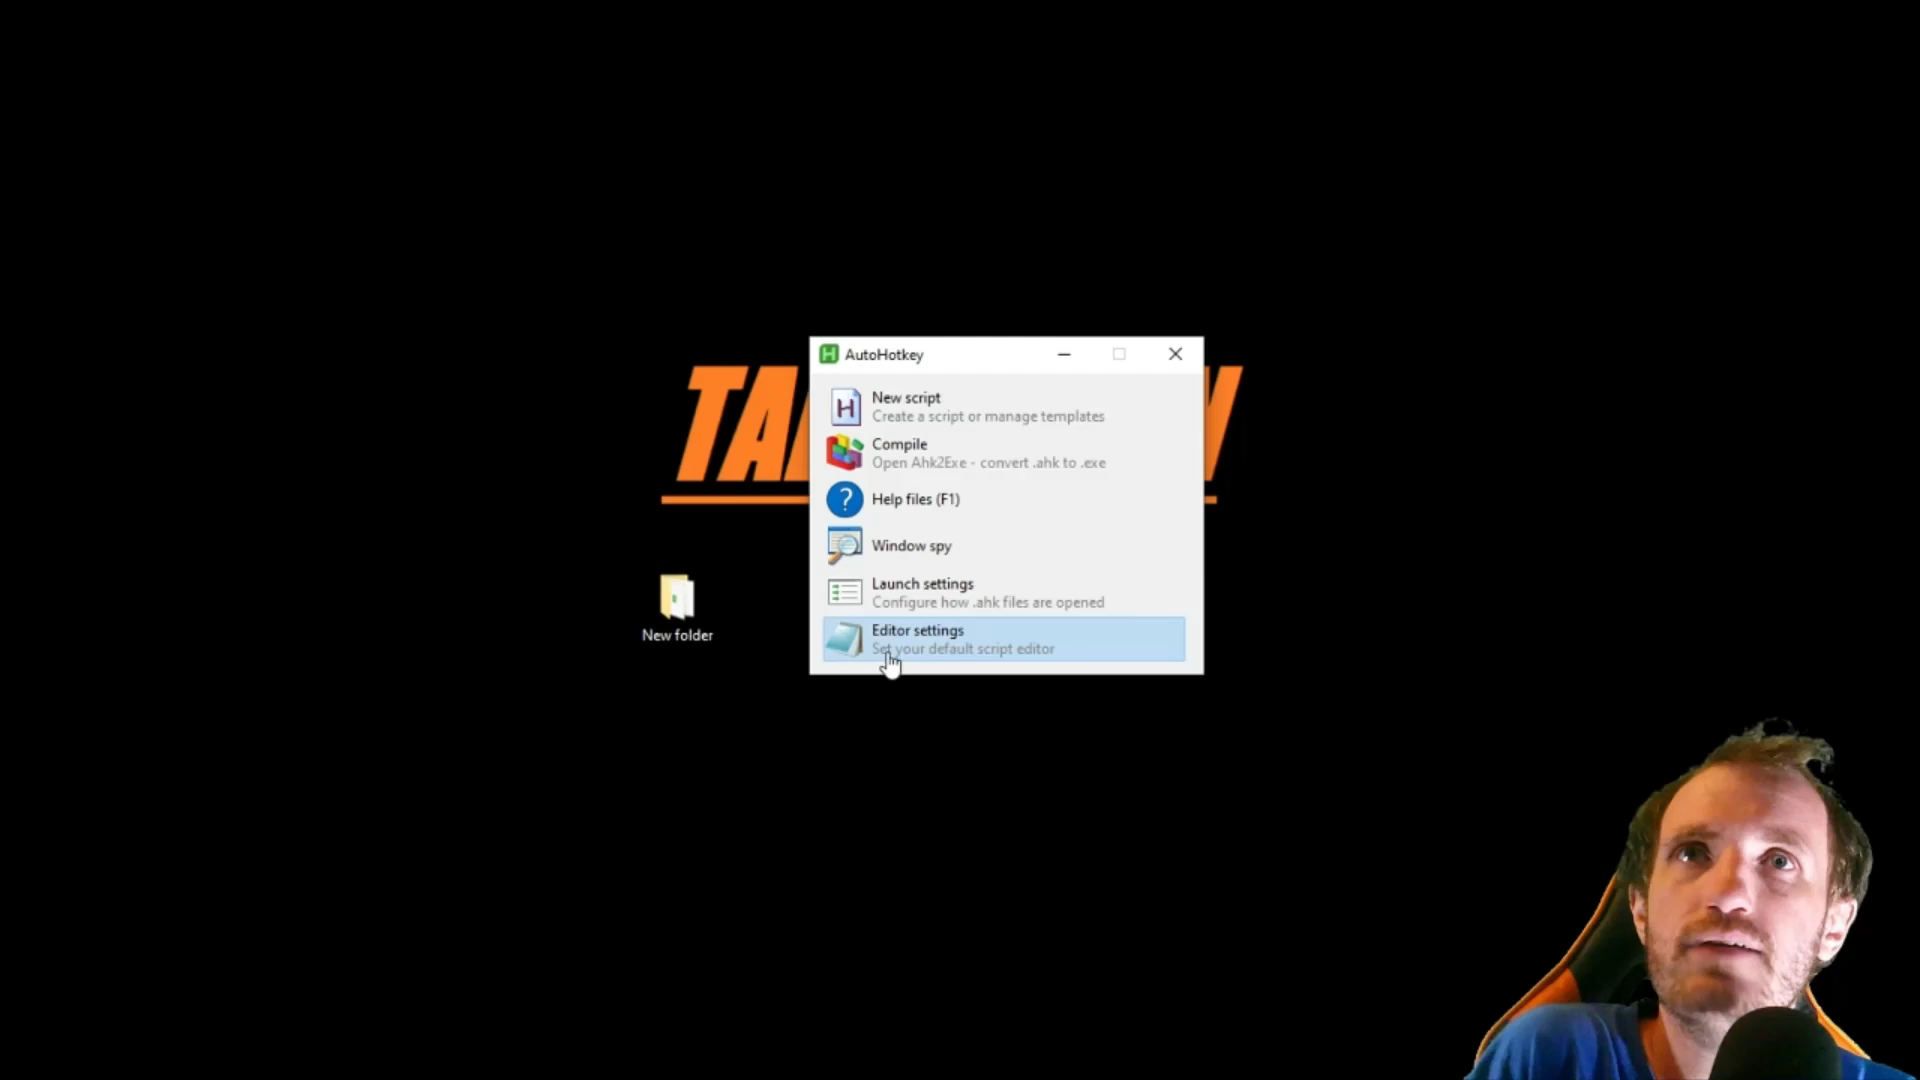 AutoHotkey
New script
Create a script or manage templates
Compile
Open Ahk2Exe - convert .ahk to .exe
Help files (F1)
Window spy
Launch settings
Configure how .ahk files are opened
Editor settings
Set your default script editor
New folder